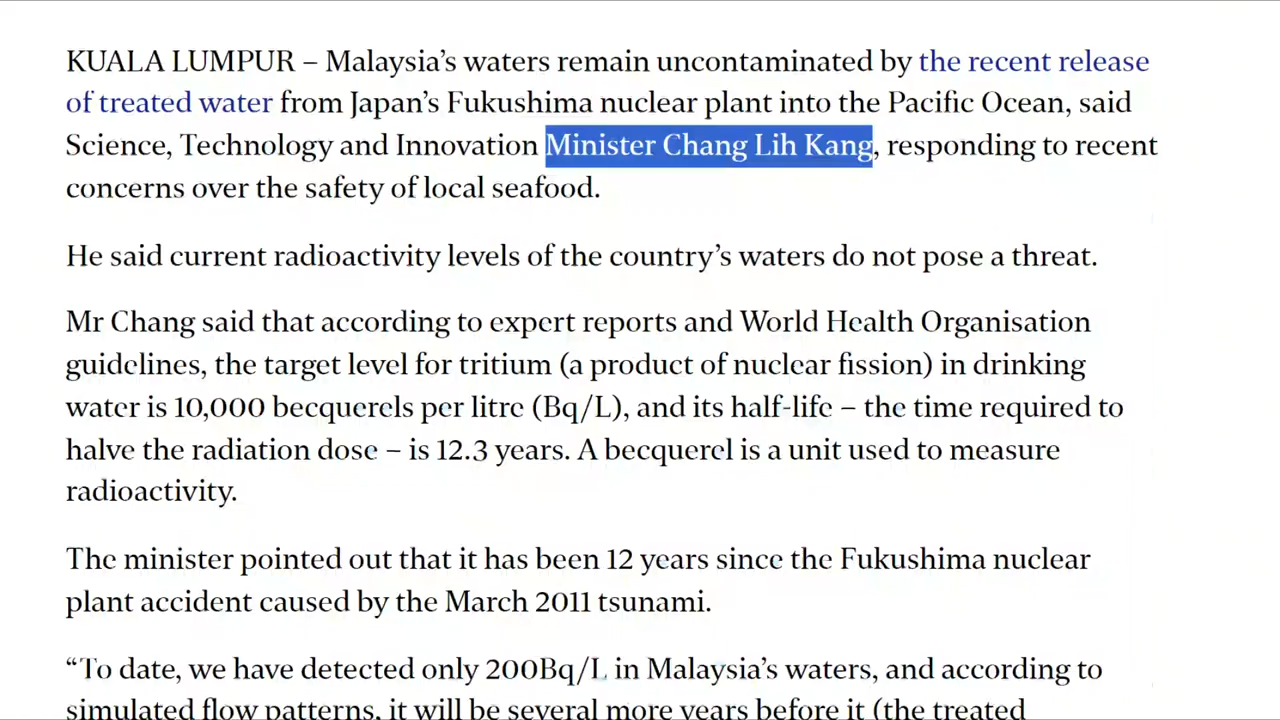 KUALA LUMPUR – Malaysia’s waters remain uncontaminated by the recent release
of treated water from Japan’s Fukushima nuclear plant into the Pacific Ocean, said
Science, Technology and Innovation Minister Chang Lih Kang, responding to recent
concerns over the safety of local seafood.
He said current radioactivity levels of the country’s waters do not pose a threat.
Mr Chang said that according to expert reports and World Health Organisation
guidelines, the target level for tritium (a product of nuclear fission) in drinking
water is 10,000 becquerels per litre (Bq/L), and its half-life – the time required to
halve the radiation dose – is 12.3 years. A becquerel is a unit used to measure
radioactivity.
The minister pointed out that it has been 12 years since the Fukushima nuclear
plant accident caused by the March 2011 tsunami.
“To date, we have detected only 200Bq/L in Malaysia’s waters, and according to
simulated flow patterns, it will be several more years before it (the treated